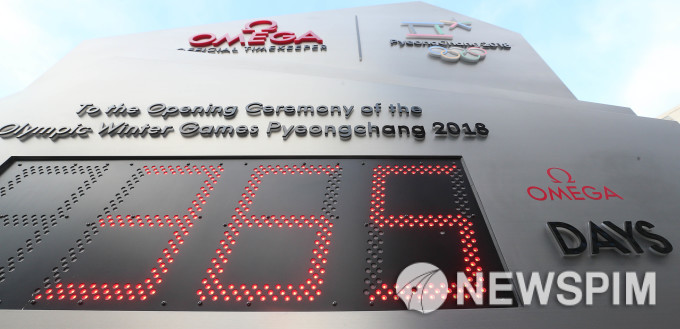 OMEGA
OFFICIAL TIMEKEEPER
PyeongChang 2018
To the Opening Ceremony of the
Olympic Winter Games Pyeongchang 2018
365
OMEGA
DAYS
NEWSPIM